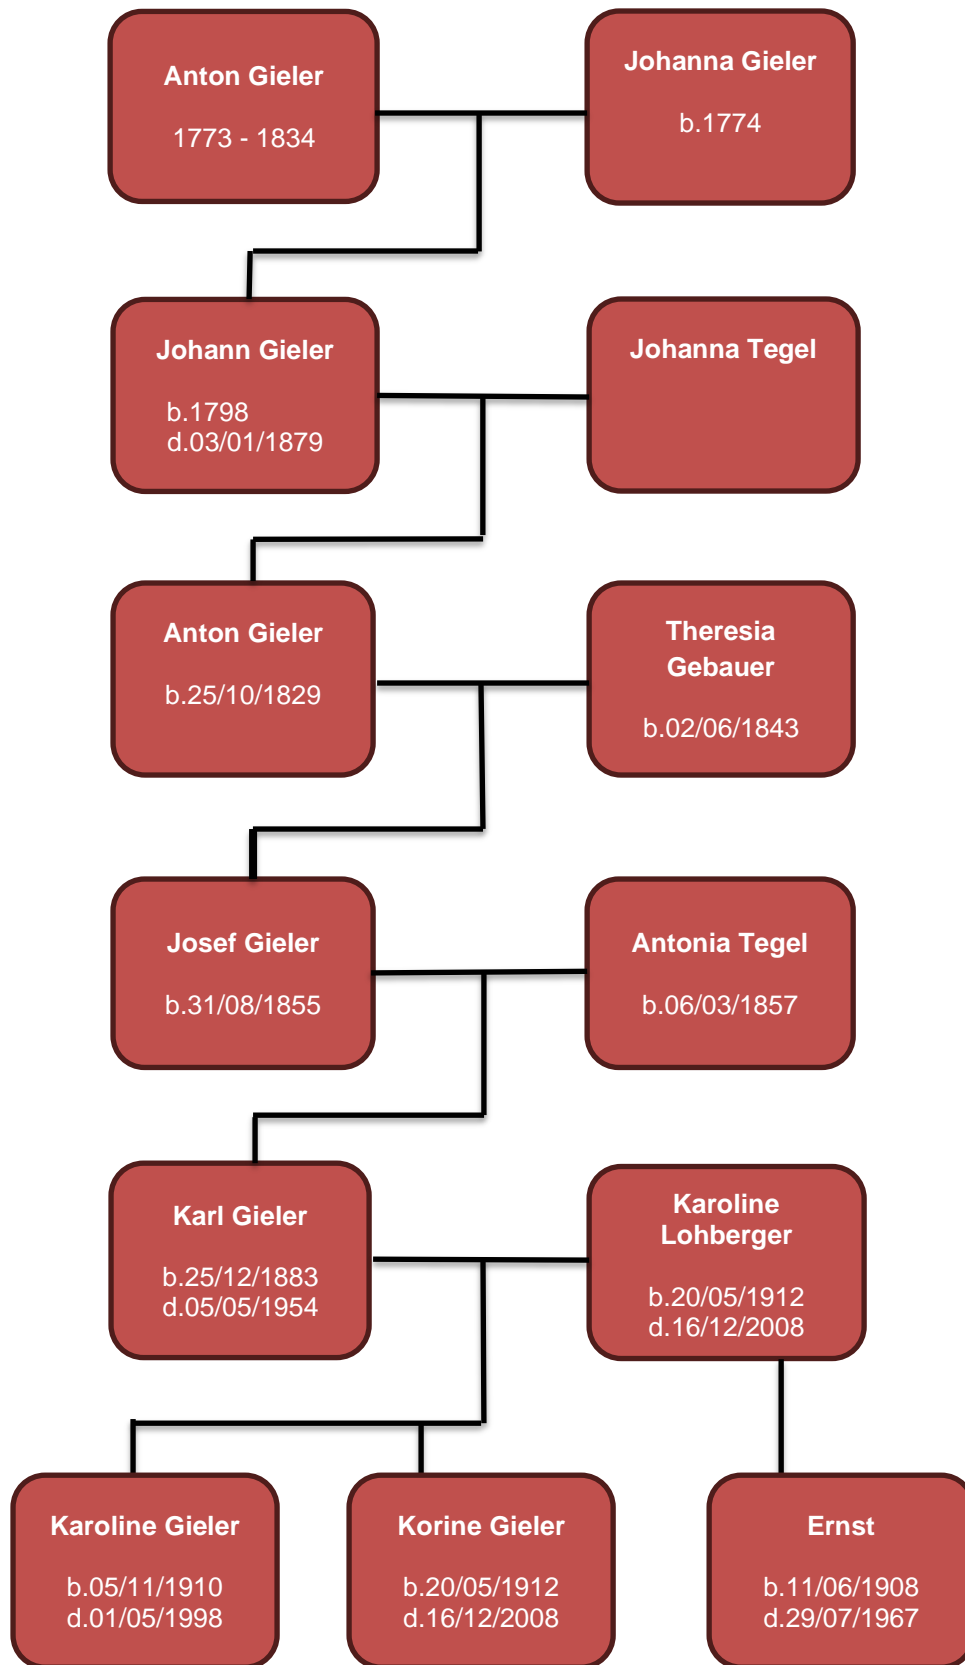 Anton Gieler
1773 - 1834
Johanna Gieler
b.1774
Johann Gieler
b.1798
d.03/01/1879
Johanna Tegel
Anton Gieler
b.25/10/1829
Theresia
Gebauer
b.02/06/1843
Josef Gieler
b.31/08/1855
Antonia Tegel
b.06/03/1857
Karl Gieler
b.25/12/1883
d.05/05/1954
Karoline
Lohberger
b.20/05/1912
d.16/12/2008
Karoline Gieler
b.05/11/1910
d.01/05/1998
Korine Gieler
b.20/05/1912
d.16/12/2008
Ernst
b.11/06/1908
d.29/07/1967